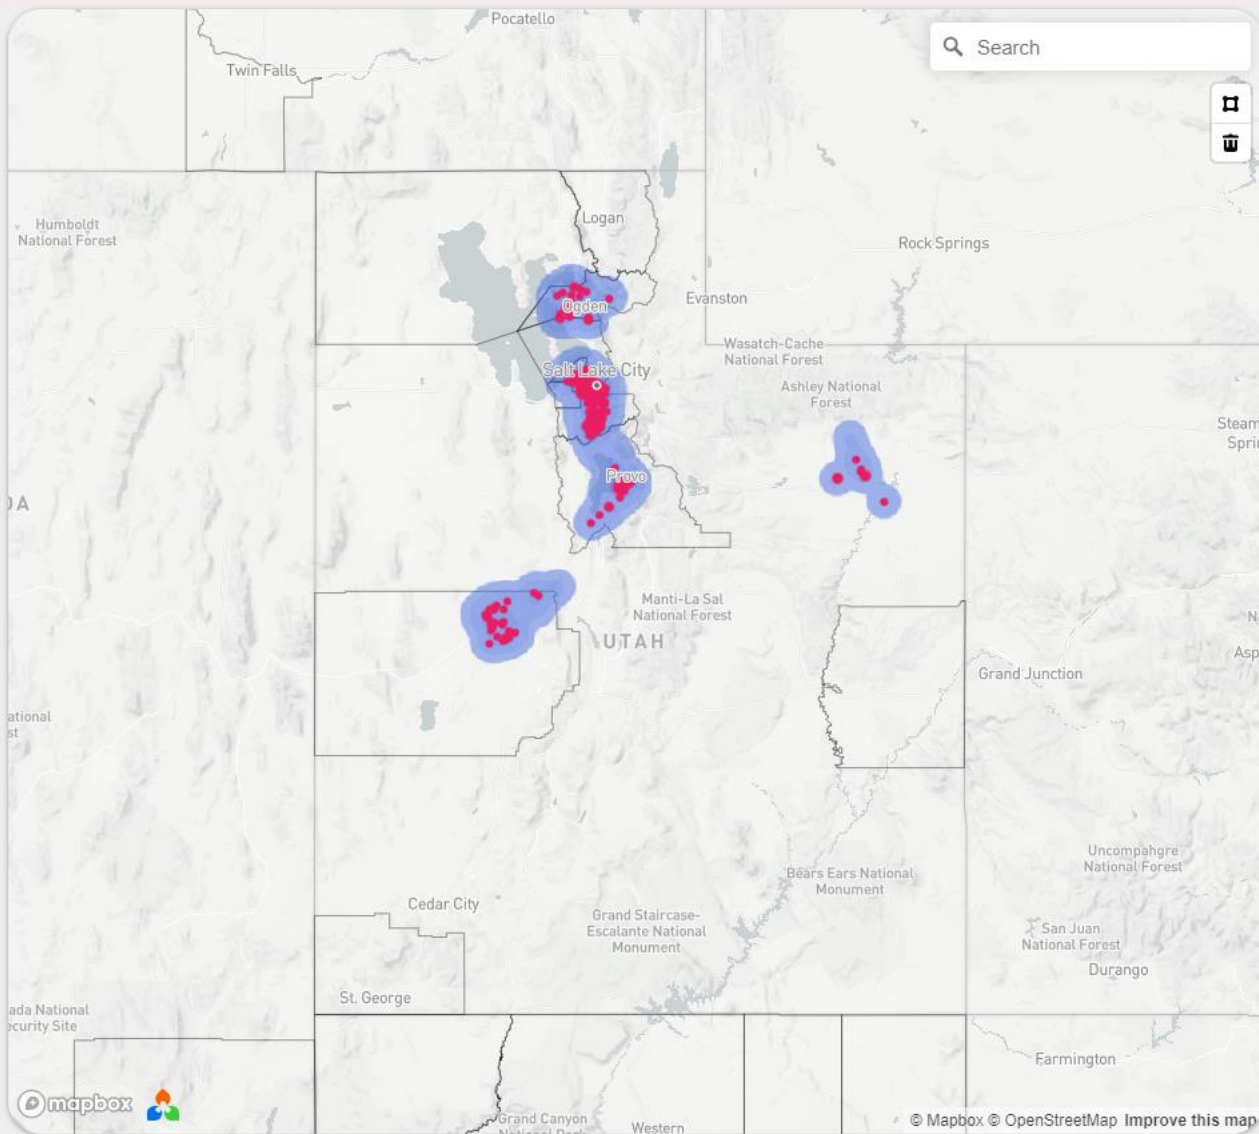 Pocatello
Search
Twin Falls
Logan
Humboldt
National Forest
Rock Springs
Evanston
Ogden
Wasatch-Cache
National Forest
Salt Lake City
Ashley National
Forest
Steam
Sprin
Provo
DA
Manti-La Sal
National Forest
UTAH
Grand Junction
Asp
ational
st
Uncompahgre
National Forest
Bears Ears National
Monument
Cedar City
Grand Staircase-
Escalante National
Monument
San Juan
National Forest
Durango
St. George
ada National
ecurity Site
Farmington
mapbox
Grand Canyon
Western
© Mapbox © OpenStreetMap Improve this map